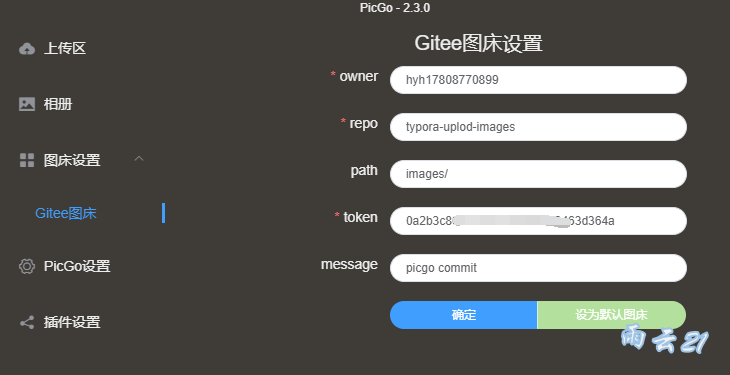 PicGo - 2.3.0
上传区
相册
图床设置
Gitee图床
PicGo设置
插件设置
Gitee图床设置
* owner
hyh17808770899
* repo
typora-uplod-images
path
images/
* token
0a2b3c8 463d364a
message
picgo commit
确定
设为默认图床
雨云21